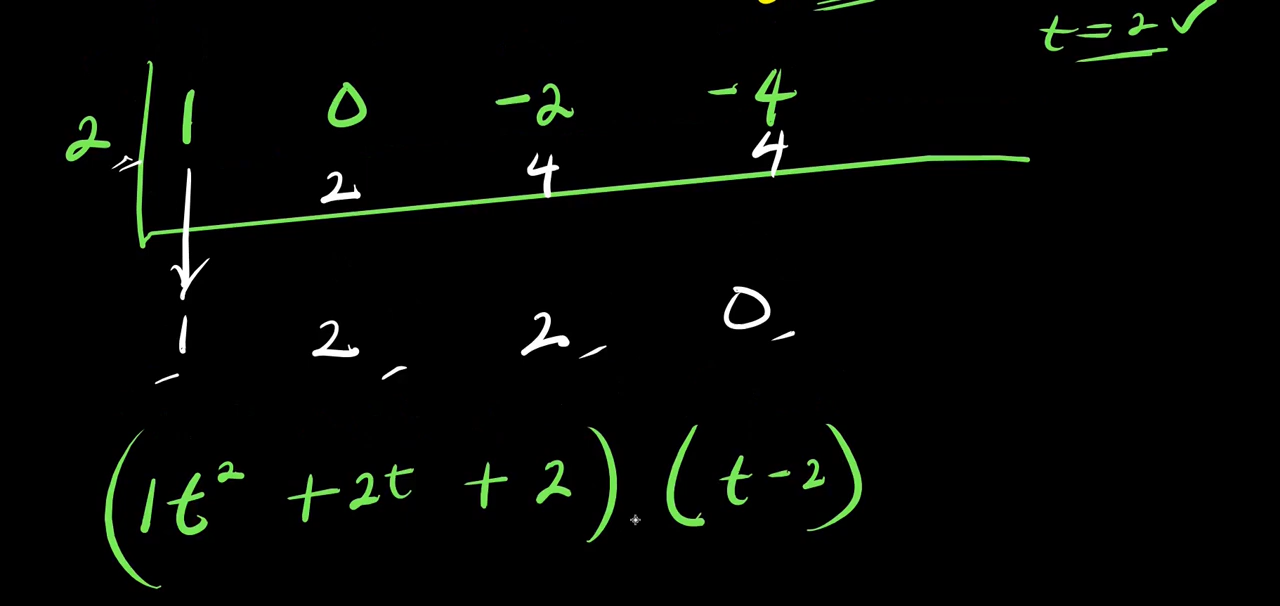 t = 2 ✓
2 1 0 -2 -4
2 4 4
1 2 2 0
(1t² + 2t + 2) . (t - 2)